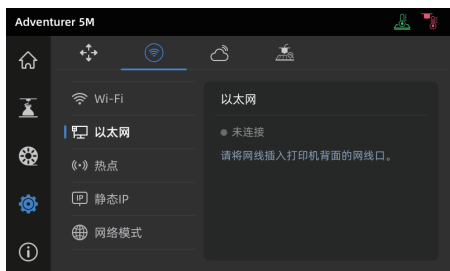 Adventurer 5M
Wi-Fi
以太网
热点
IP
静态IP
网络模式
以太网
未连接
请将网线插入打印机背面的网线口。